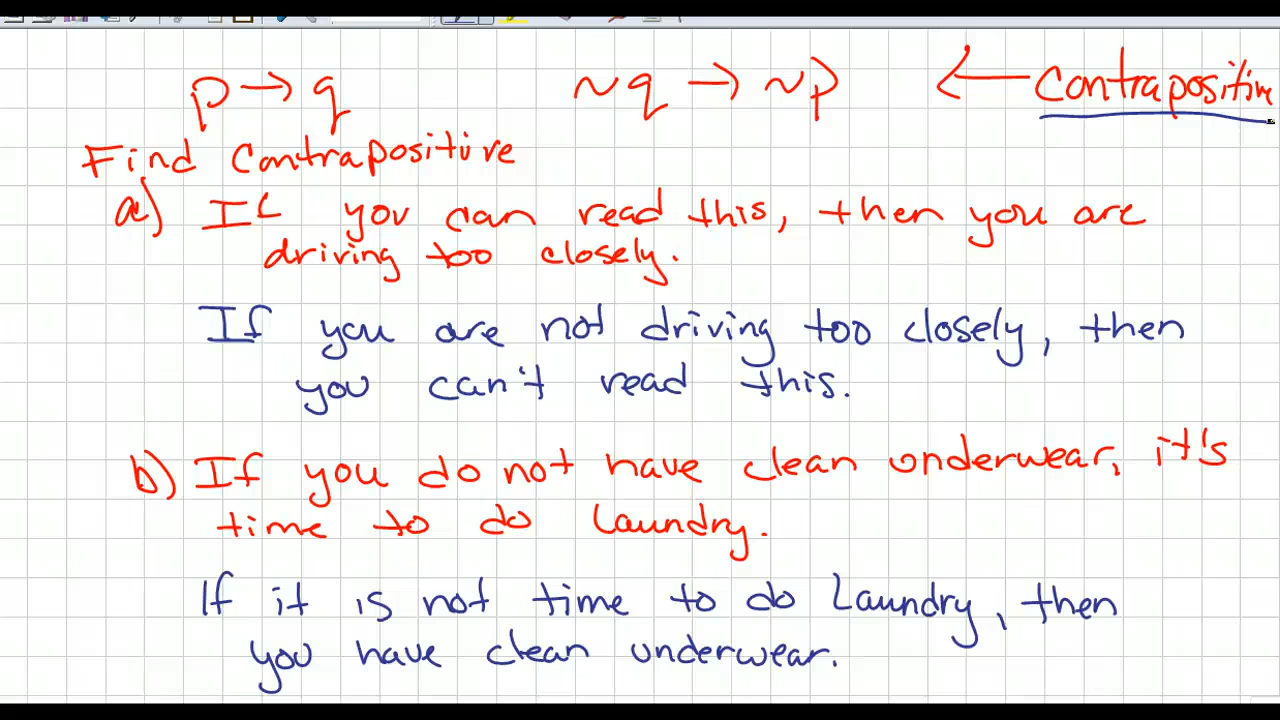 p → q ~q → ~p ← Contrapositive
Find Contrapositive
a) If you can read this, then you are
driving too closely.
If you are not driving too closely, then
you can't read this.
b) If you do not have clean underwear, it's
time to do laundry.
If it is not time to do laundry, then
you have clean underwear.